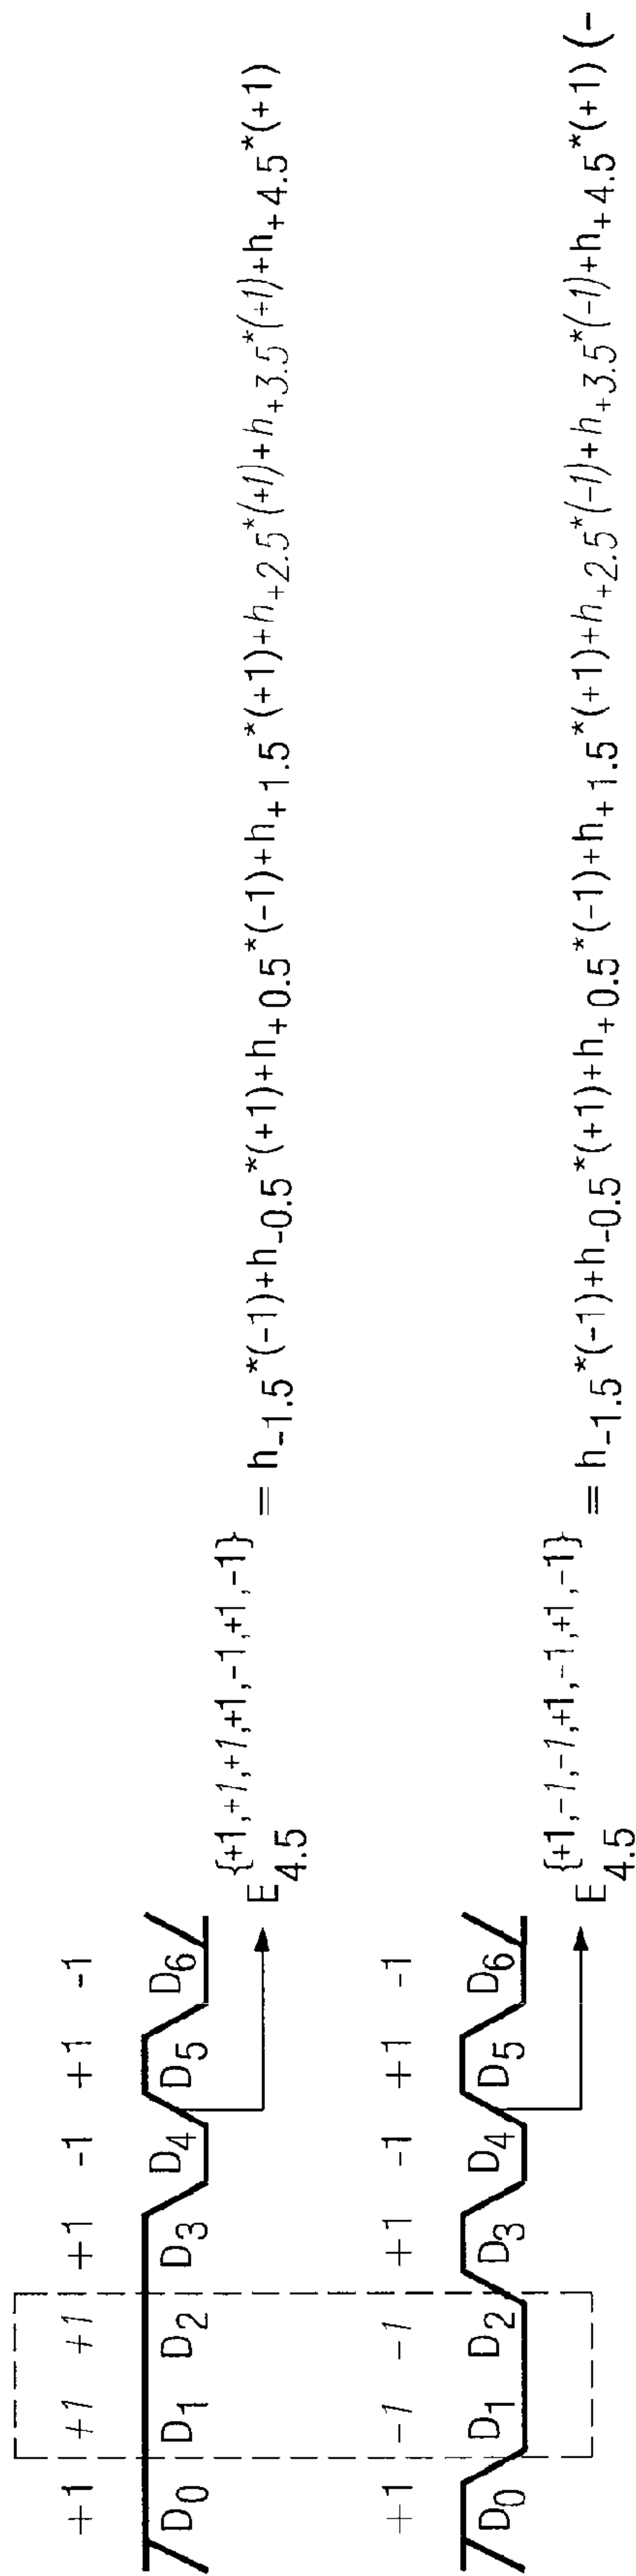 +1 +1 +1 +1 -1 +1 -1
D0 D1 D2 D3 D4 D5 D6
E4.5{+1,+1,+1,+1,-1,+1,-1} = h-1.5*(-1)+h-0.5*(+1)+h+0.5*(-1)+h+1.5*(+1)+h+2.5*(+1)+h+3.5*(+1)+h+4.5*(+1)
+1 -1 -1 +1 -1 +1 -1
D0 D1 D2 D3 D4 D5 D6
E4.5{+1,-1,-1,+1,-1,+1,-1} = h-1.5*(-1)+h-0.5*(+1)+h+0.5*(-1)+h+1.5*(+1)+h+2.5*(-1)+h+3.5*(-1)+h+4.5*(+1)(-